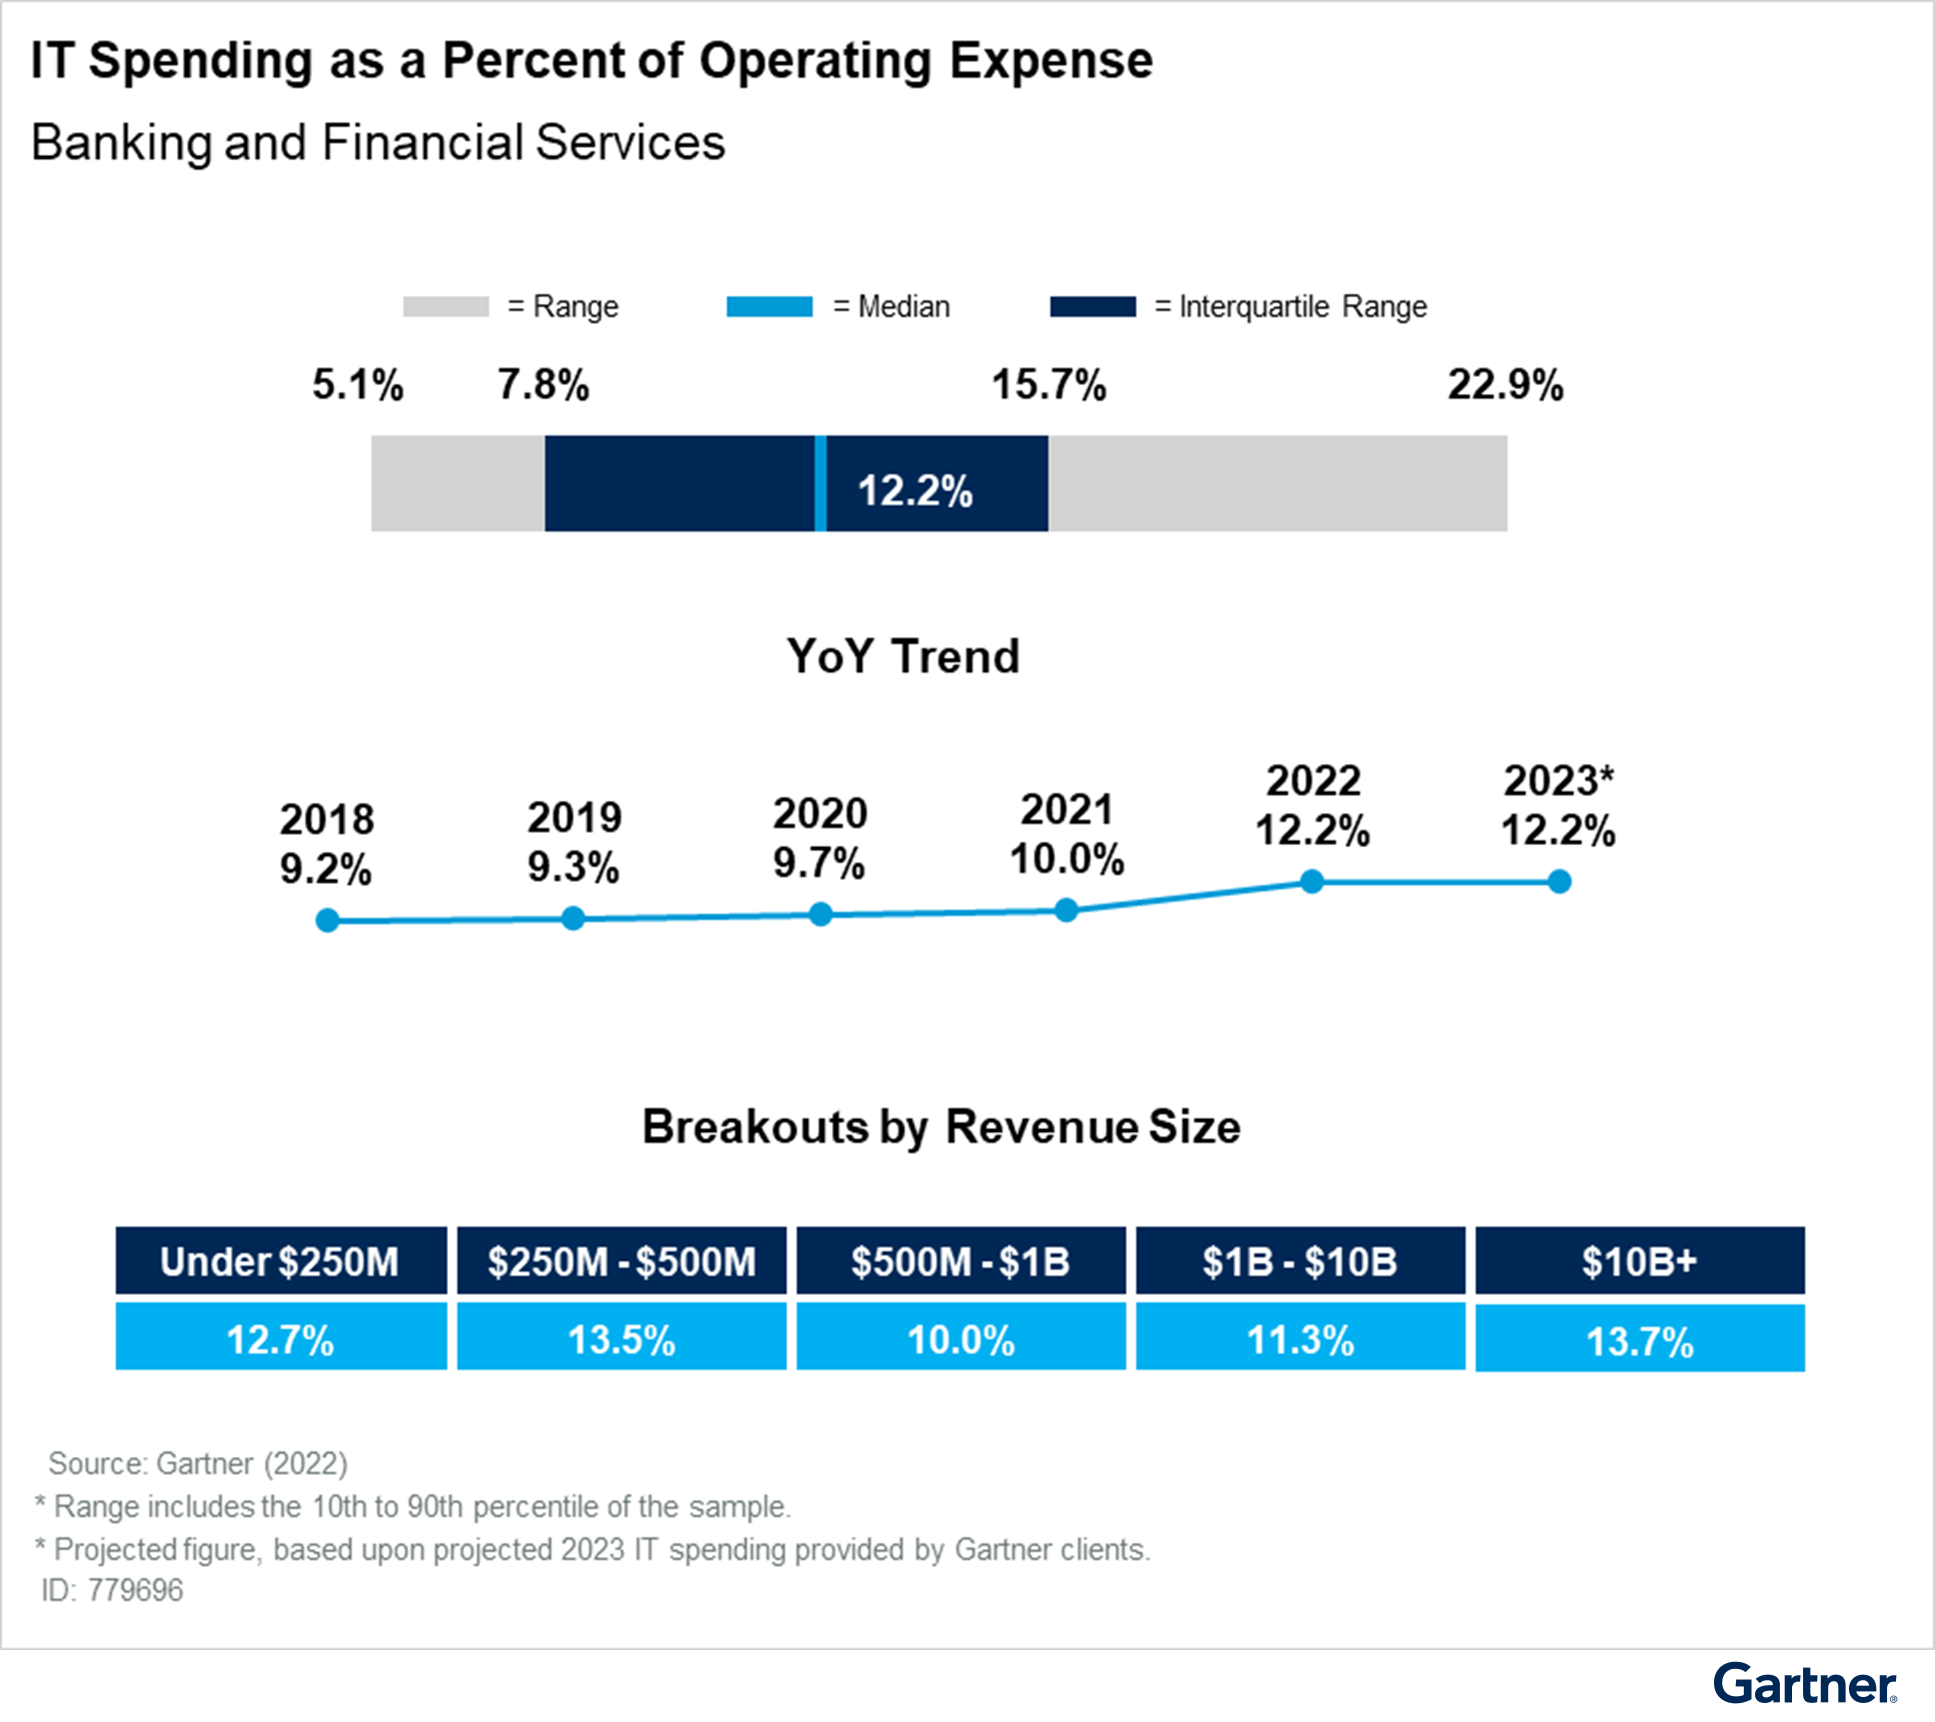 IT Spending as a Percent of Operating Expense
Banking and Financial Services
= Range = Median = Interquartile Range
5.1% 7.8% 15.7% 22.9%
12.2%
YoY Trend
2018 2019 2020 2021 2022 2023*
9.2% 9.3% 9.7% 10.0% 12.2% 12.2%
Breakouts by Revenue Size
Under $250M $250M - $500M $500M - $1B $1B - $10B $10B+
12.7% 13.5% 10.0% 11.3% 13.7%
Source: Gartner (2022)
* Range includes the 10th to 90th percentile of the sample.
* Projected figure, based upon projected 2023 IT spending provided by Gartner clients.
ID: 779696
Gartner®